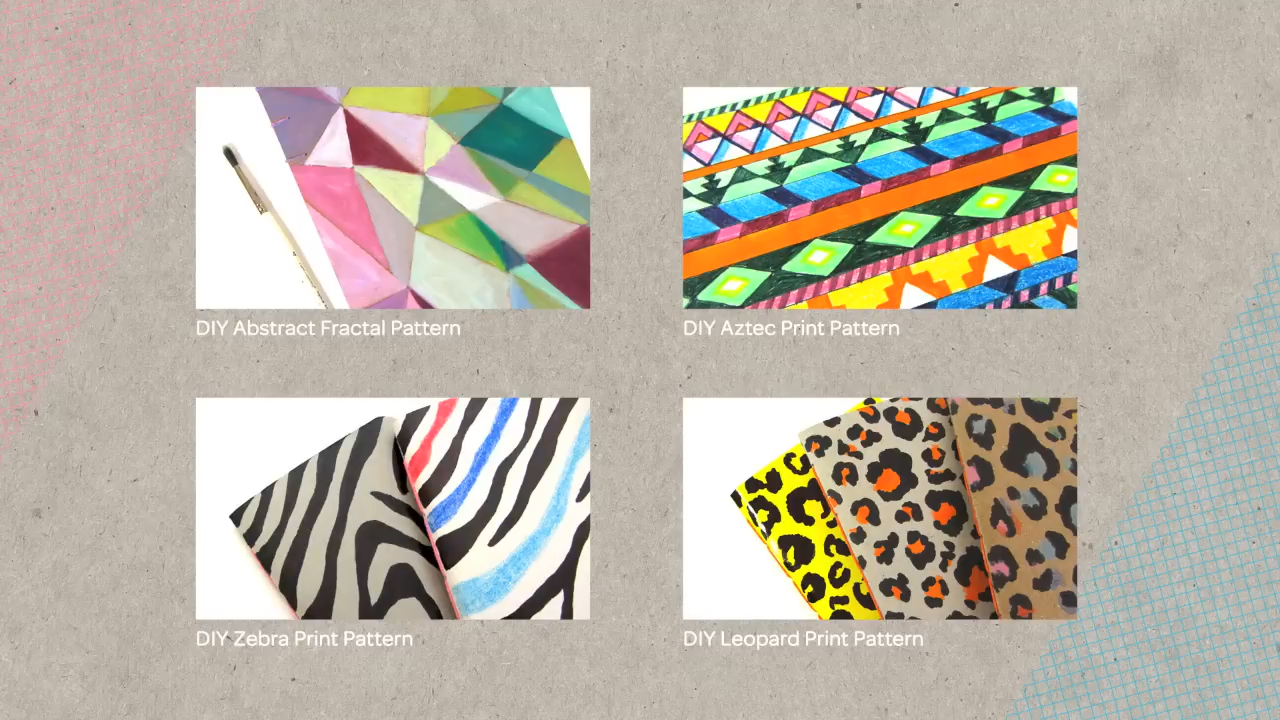 DIY Abstract Fractal Pattern
DIY Aztec Print Pattern
DIY Zebra Print Pattern
DIY Leopard Print Pattern